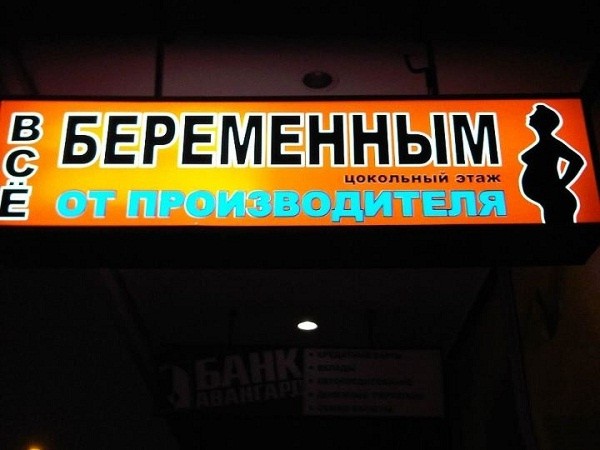 ВСЁ
БЕРЕМЕННЫМ
цокольный этаж
ОТ ПРОИЗВОДИТЕЛЯ
БАНК
АВАНГАРД